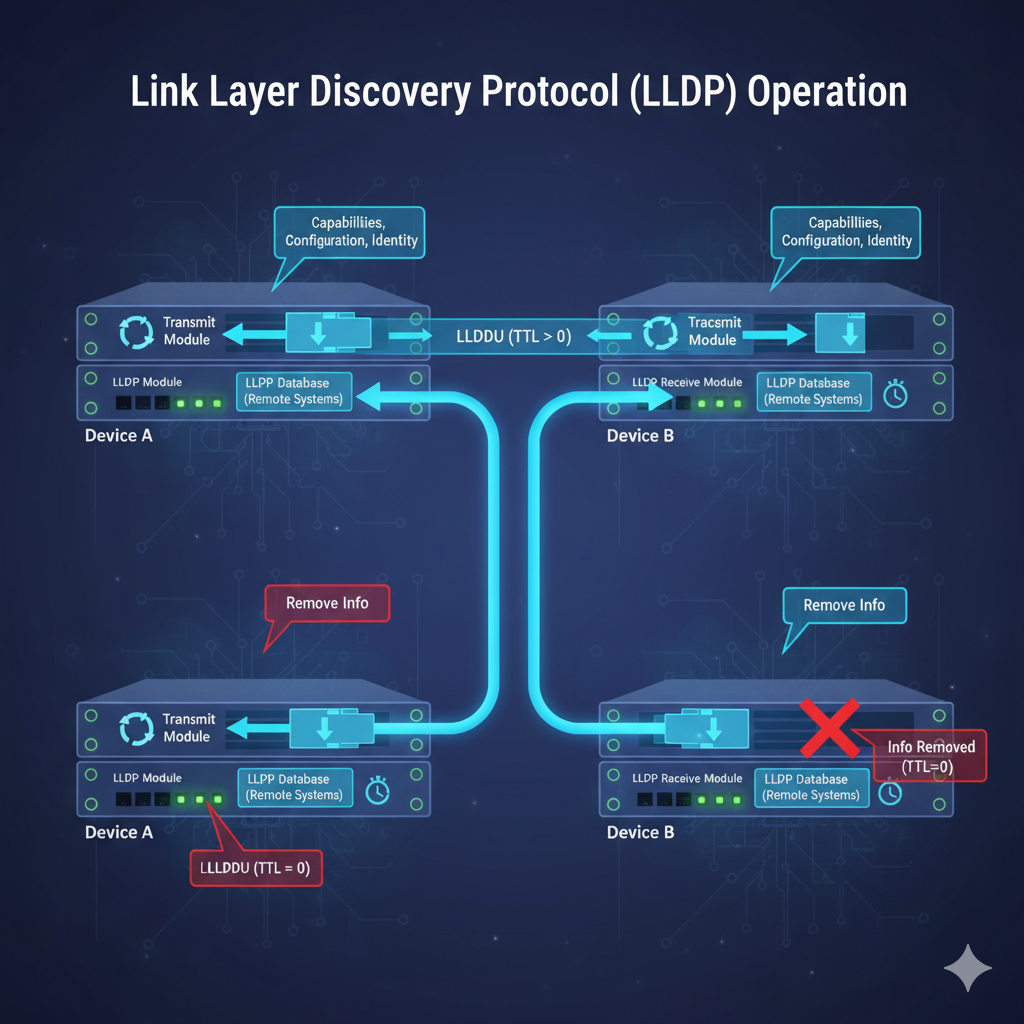 Link Layer Discovery Protocol (LLDP) Operation
Capabilities,
Configuration, Identity
Capabilities,
Configuration, Identity
Transmit
Module
LLDDU (TTL > 0)
Tracsmit
Module
LLDP Module
LLPP Database
(Remote Systems)
LLDP Receive Module
LLDP Database
(Remote Systems)
Device A
Device B
Remove Info
Remove Info
Transmit
Module
Info Removed
(TTL=0)
LLDP Module
LLPP Database
(Remote Systems)
LLDP Receive Module
LLDP Database
(Remote Systems)
Device A
Device B
LLLDDU (TTL = 0)